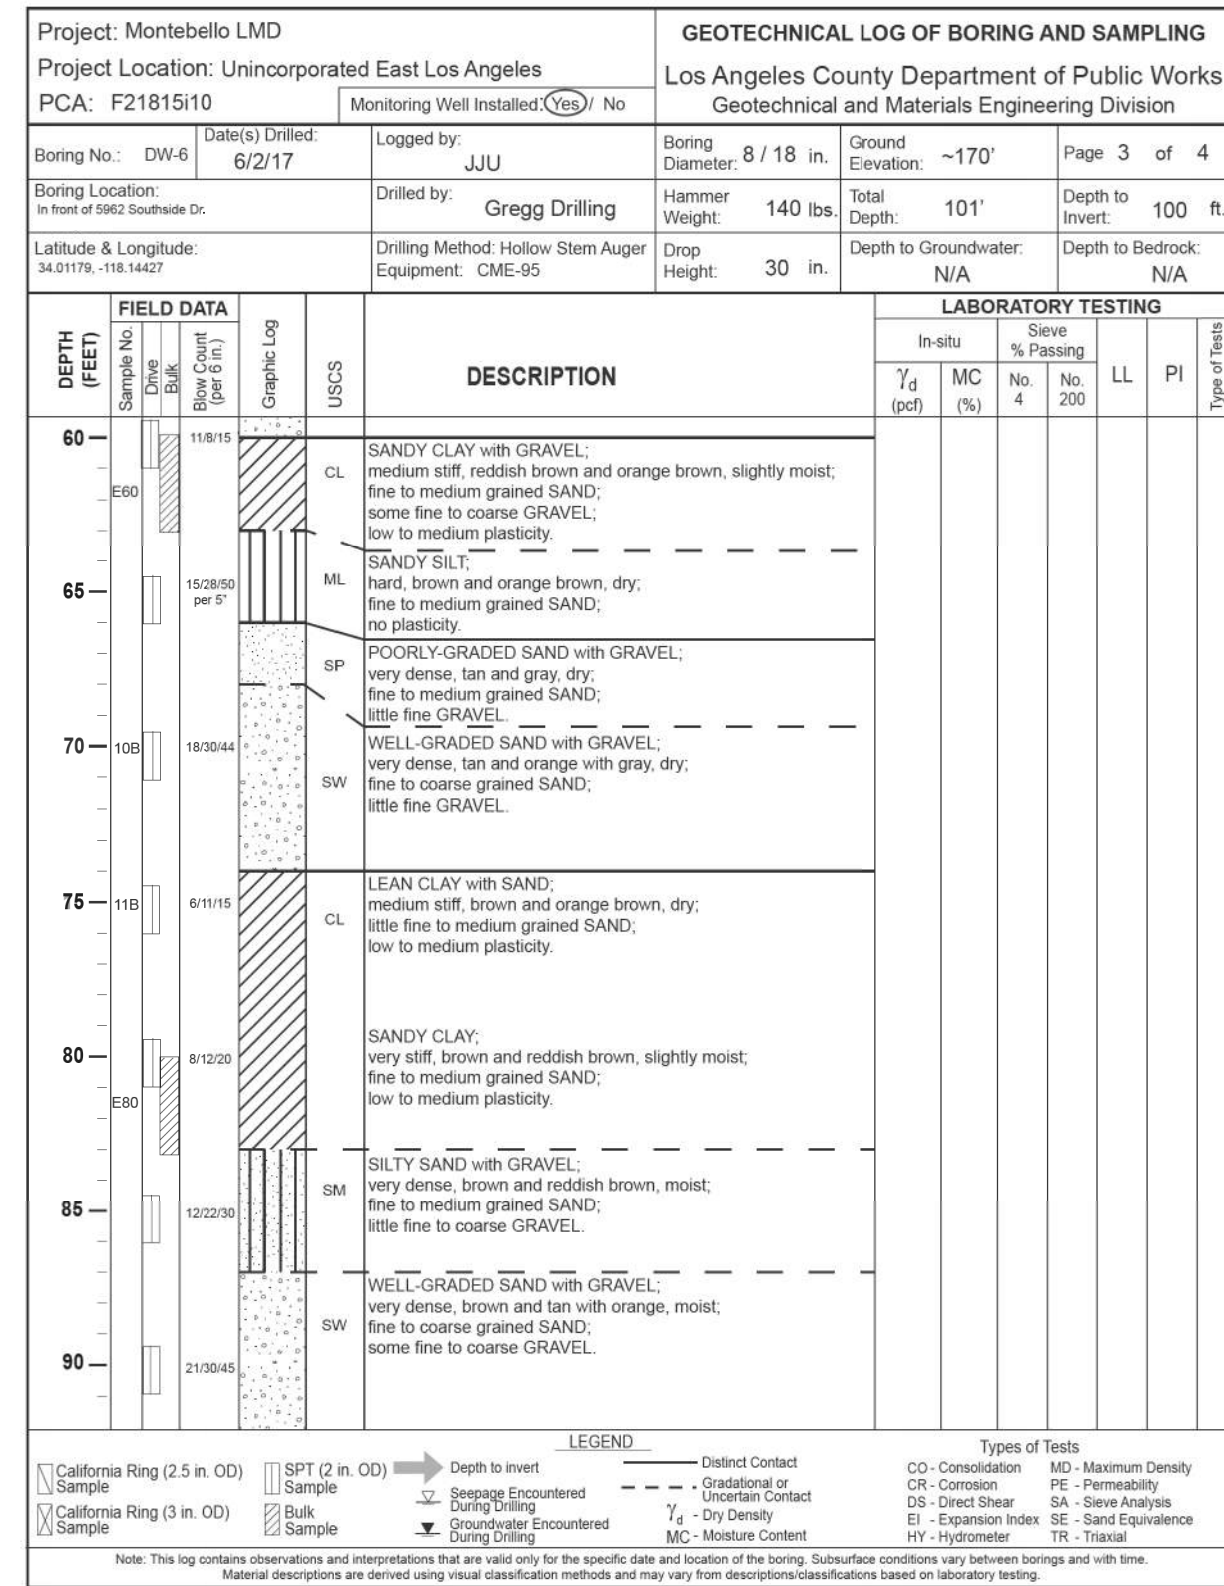 Project: Montebello LMD
Project Location: Unincorporated East Los Angeles
PCA: F21815i10
Monitoring Well Installed: Yes / No
GEOTECHNICAL LOG OF BORING AND SAMPLING
Los Angeles County Department of Public Works
Geotechnical and Materials Engineering Division
Boring No.: DW-6
Date(s) Drilled:
6/2/17
Logged by:
JJU
Boring
Diameter: 8 / 18 in.
Ground
Elevation: ~170'
Page 3 of 4
Boring Location:
In front of 5962 Southside Dr.
Drilled by:
Gregg Drilling
Hammer
Weight: 140 lbs.
Total
Depth: 101'
Depth to
Invert: 100 ft.
Latitude & Longitude:
34.01179, -118.14427
Drilling Method: Hollow Stem Auger
Equipment: CME-95
Drop
Height: 30 in.
Depth to Groundwater:
N/A
Depth to Bedrock:
N/A
DEPTH
(FEET)
FIELD DATA
Sample No.
Drive
Bulk
Blow Count
(per 6 in.)
Graphic Log
USCS
DESCRIPTION
LABORATORY TESTING
In-situ
Sieve
% Passing
γd
(pcf)
MC
(%)
No.
4
No.
200
LL
PI
Type of Tests
60
11/8/15
E60
CL
SANDY CLAY with GRAVEL;
medium stiff, reddish brown and orange brown, slightly moist;
fine to medium grained SAND;
some fine to coarse GRAVEL;
low to medium plasticity.
65
15/28/50
per 5"
ML
SANDY SILT;
hard, brown and orange brown, dry;
fine to medium grained SAND;
no plasticity.
SP
POORLY-GRADED SAND with GRAVEL;
very dense, tan and gray, dry;
fine to medium grained SAND;
little fine GRAVEL.
70
10B
18/30/44
SW
WELL-GRADED SAND with GRAVEL;
very dense, tan and orange with gray, dry;
fine to coarse grained SAND;
little fine GRAVEL.
75
11B
6/11/15
CL
LEAN CLAY with SAND;
medium stiff, brown and orange brown, dry;
little fine to medium grained SAND;
low to medium plasticity.
80
8/12/20
E80
SANDY CLAY;
very stiff, brown and reddish brown, slightly moist;
fine to medium grained SAND;
low to medium plasticity.
85
12/22/30
SM
SILTY SAND with GRAVEL;
very dense, brown and reddish brown, moist;
fine to medium grained SAND;
little fine to coarse GRAVEL.
90
21/30/45
SW
WELL-GRADED SAND with GRAVEL;
very dense, brown and tan with orange, moist;
fine to coarse grained SAND;
some fine to coarse GRAVEL.
LEGEND
California Ring (2.5 in. OD)
Sample
California Ring (3 in. OD)
Sample
SPT (2 in. OD)
Sample
Bulk
Sample
Depth to invert
Seepage Encountered
During Drilling
Groundwater Encountered
During Drilling
Distinct Contact
Gradational or
Uncertain Contact
γd - Dry Density
MC - Moisture Content
Types of Tests
CO - Consolidation
CR - Corrosion
DS - Direct Shear
EI - Expansion Index
HY - Hydrometer
MD - Maximum Density
PE - Permeability
SA - Sieve Analysis
SE - Sand Equivalence
TR - Triaxial
Note: This log contains observations and interpretations that are valid only for the specific date and location of the boring. Subsurface conditions vary between borings and with time.
Material descriptions are derived using visual classification methods and may vary from descriptions/classifications based on laboratory testing.